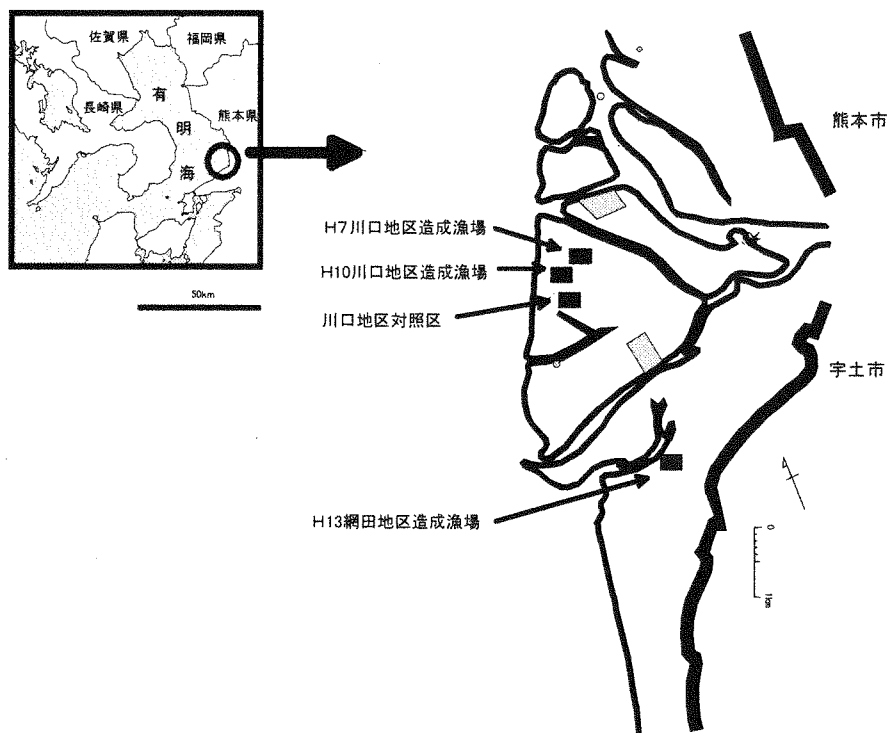 佐賀県
福岡県
有
明
海
長崎県
熊本県
50km
熊本市
H7川口地区造成漁場
H10川口地区造成漁場
川口地区対照区
宇土市
H13網田地区造成漁場
0